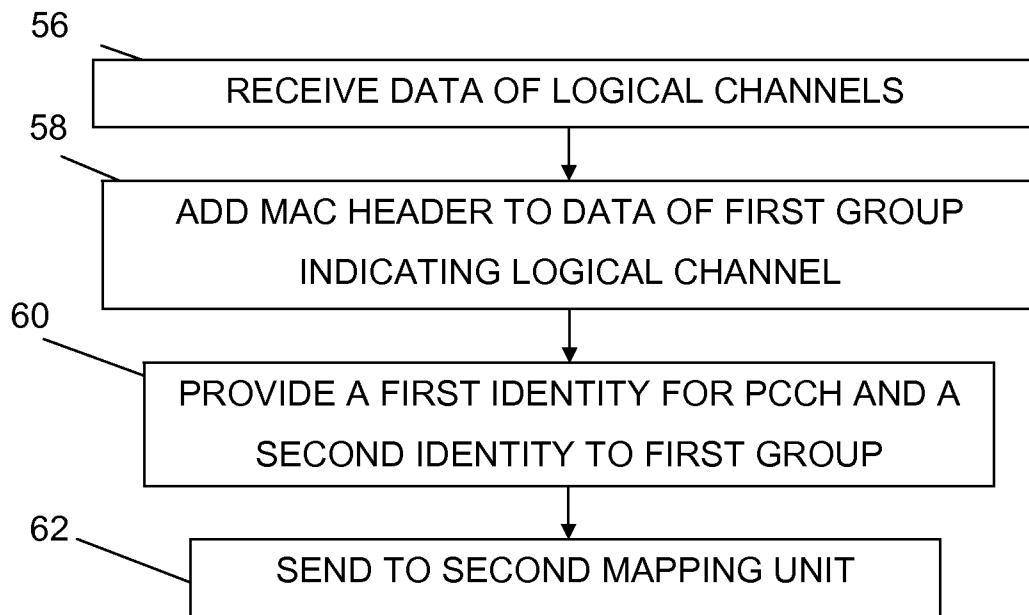 56
RECEIVE DATA OF LOGICAL CHANNELS
58
ADD MAC HEADER TO DATA OF FIRST GROUP
INDICATING LOGICAL CHANNEL
60
PROVIDE A FIRST IDENTITY FOR PCCH AND A
SECOND IDENTITY TO FIRST GROUP
62
SEND TO SECOND MAPPING UNIT